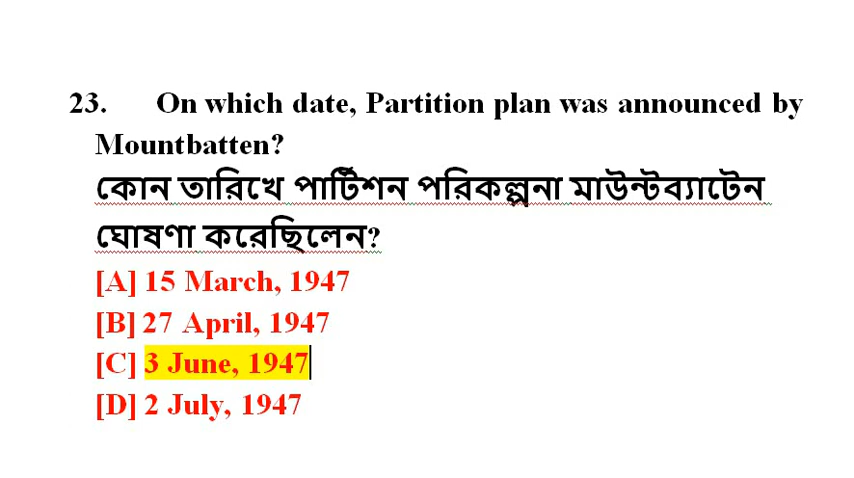 23. On which date, Partition plan was announced by
Mountbatten?
কোন তারিখে পার্টিশন পরিকল্পনা মাউন্টব্যাটেন
ঘোষণা করেছিলেন?
[A] 15 March, 1947
[B] 27 April, 1947
[C] 3 June, 1947
[D] 2 July, 1947